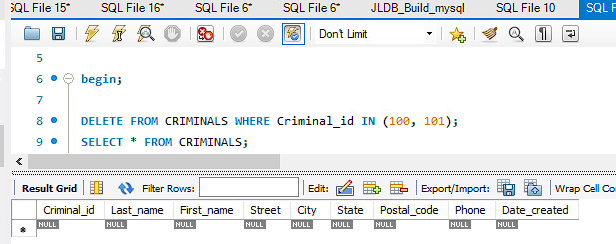 SQL File 15* SQL File 16* SQL File 6* SQL File 6* JLDB_Build_mysql SQL File 10 SQL F
Don't Limit
5
6 begin;
7
8 DELETE FROM CRIMINALS WHERE Criminal_id IN (100, 101);
9 SELECT * FROM CRIMINALS;
Result Grid Filter Rows: Edit: Export/Import: Wrap Cell Co
Criminal_id Last_name First_name Street City State Postal_code Phone Date_created
* NULL NULL NULL NULL NULL NULL NULL NULL NULL